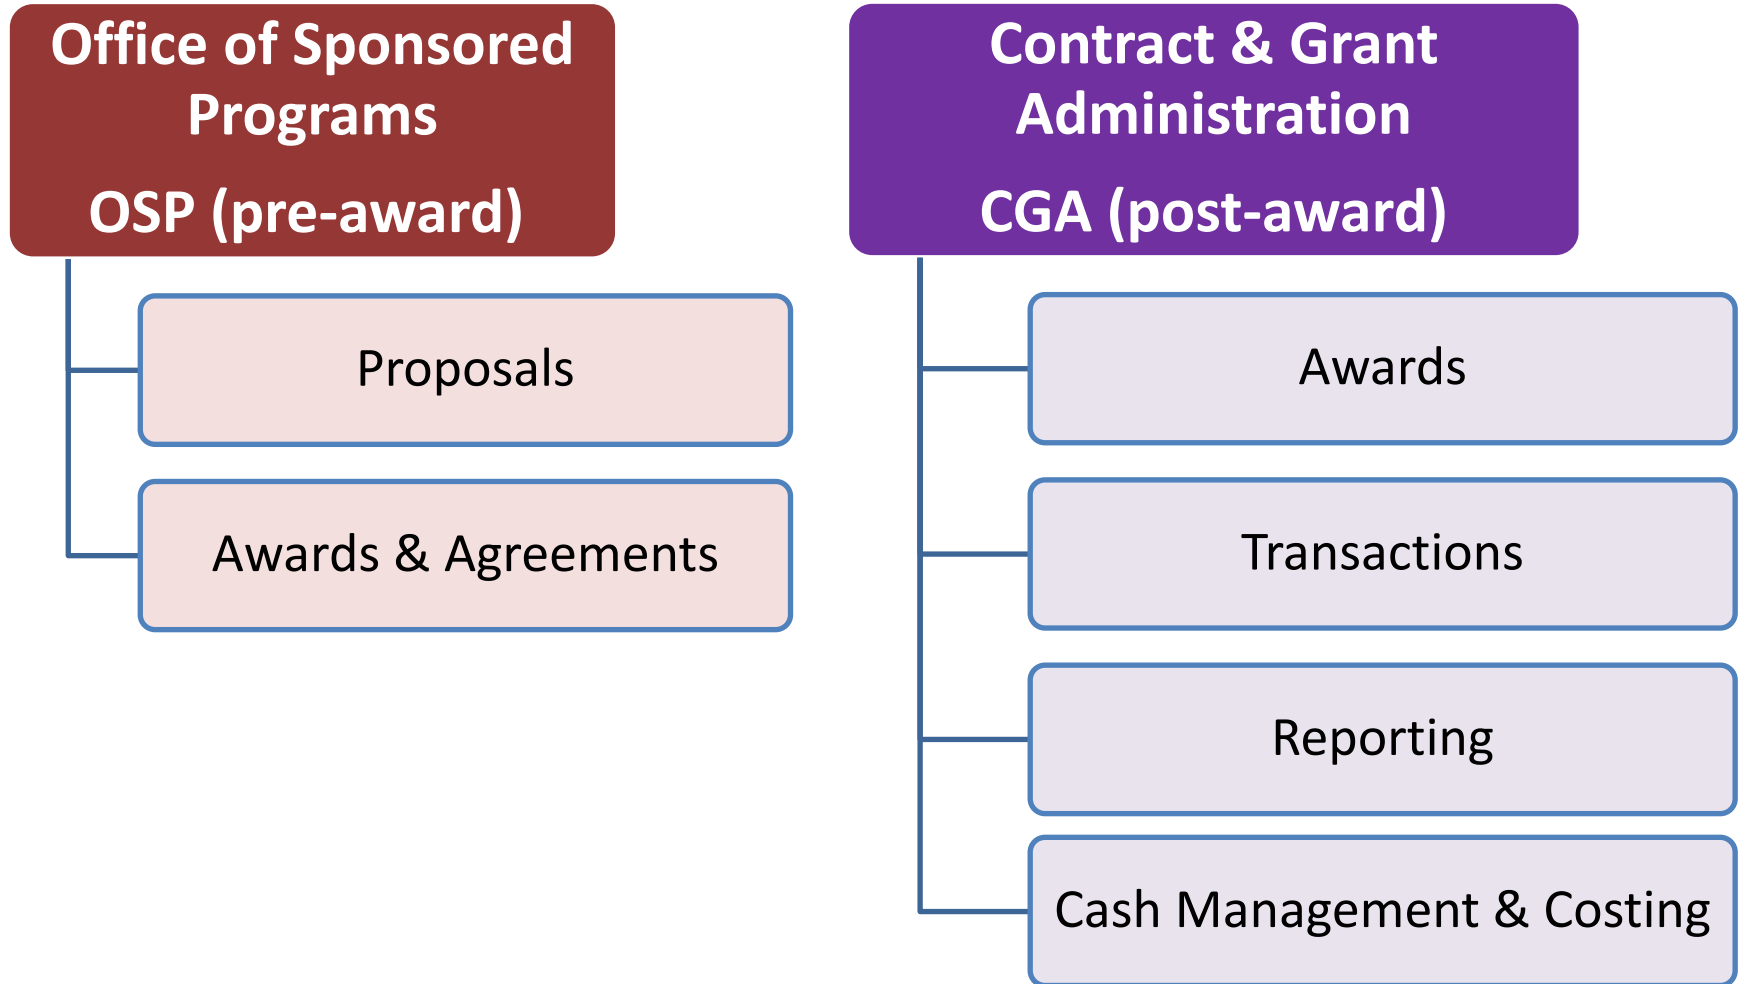 Office of Sponsored
Programs
OSP (pre-award)
Proposals
Awards & Agreements
Contract & Grant
Administration
CGA (post-award)
Awards
Transactions
Reporting
Cash Management & Costing